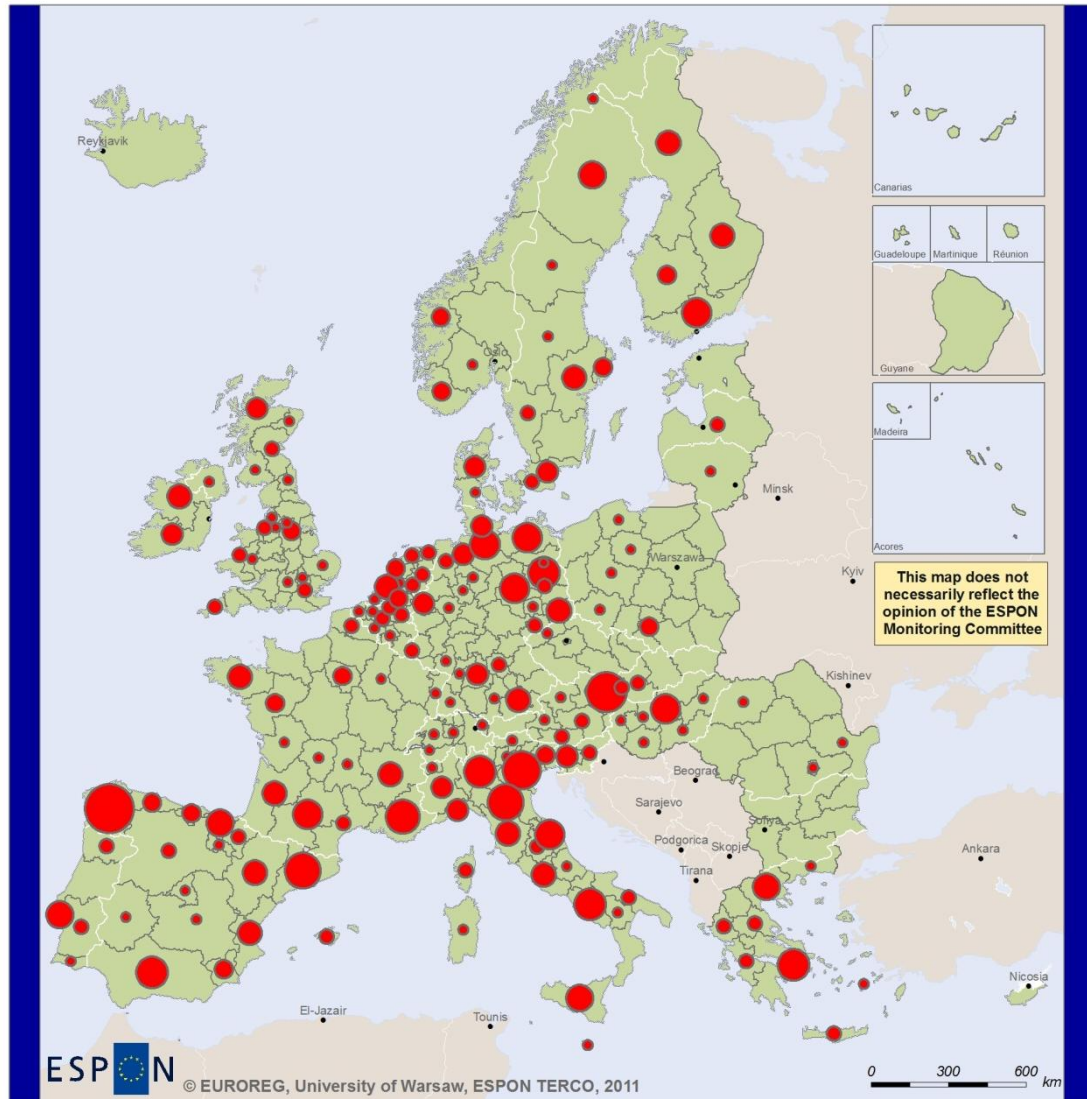 Reykjavik
Canarias
Guadeloupe
Martinique
Réunion
Oslo
Guyane
Madeira
Minsk
Acores
Warszawa
Kyiv
This map does not
necessarily reflect the
opinion of the ESPON
Monitoring Committee
Kishinev
Beograd
Sarajevo
Sofiya
Podgorica
Skopje
Ankara
Tirana
Nicosia
El-Jazair
Tounis
ESPON
© EUROREG, University of Warsaw, ESPON TERCO, 2011
0 300 600
km